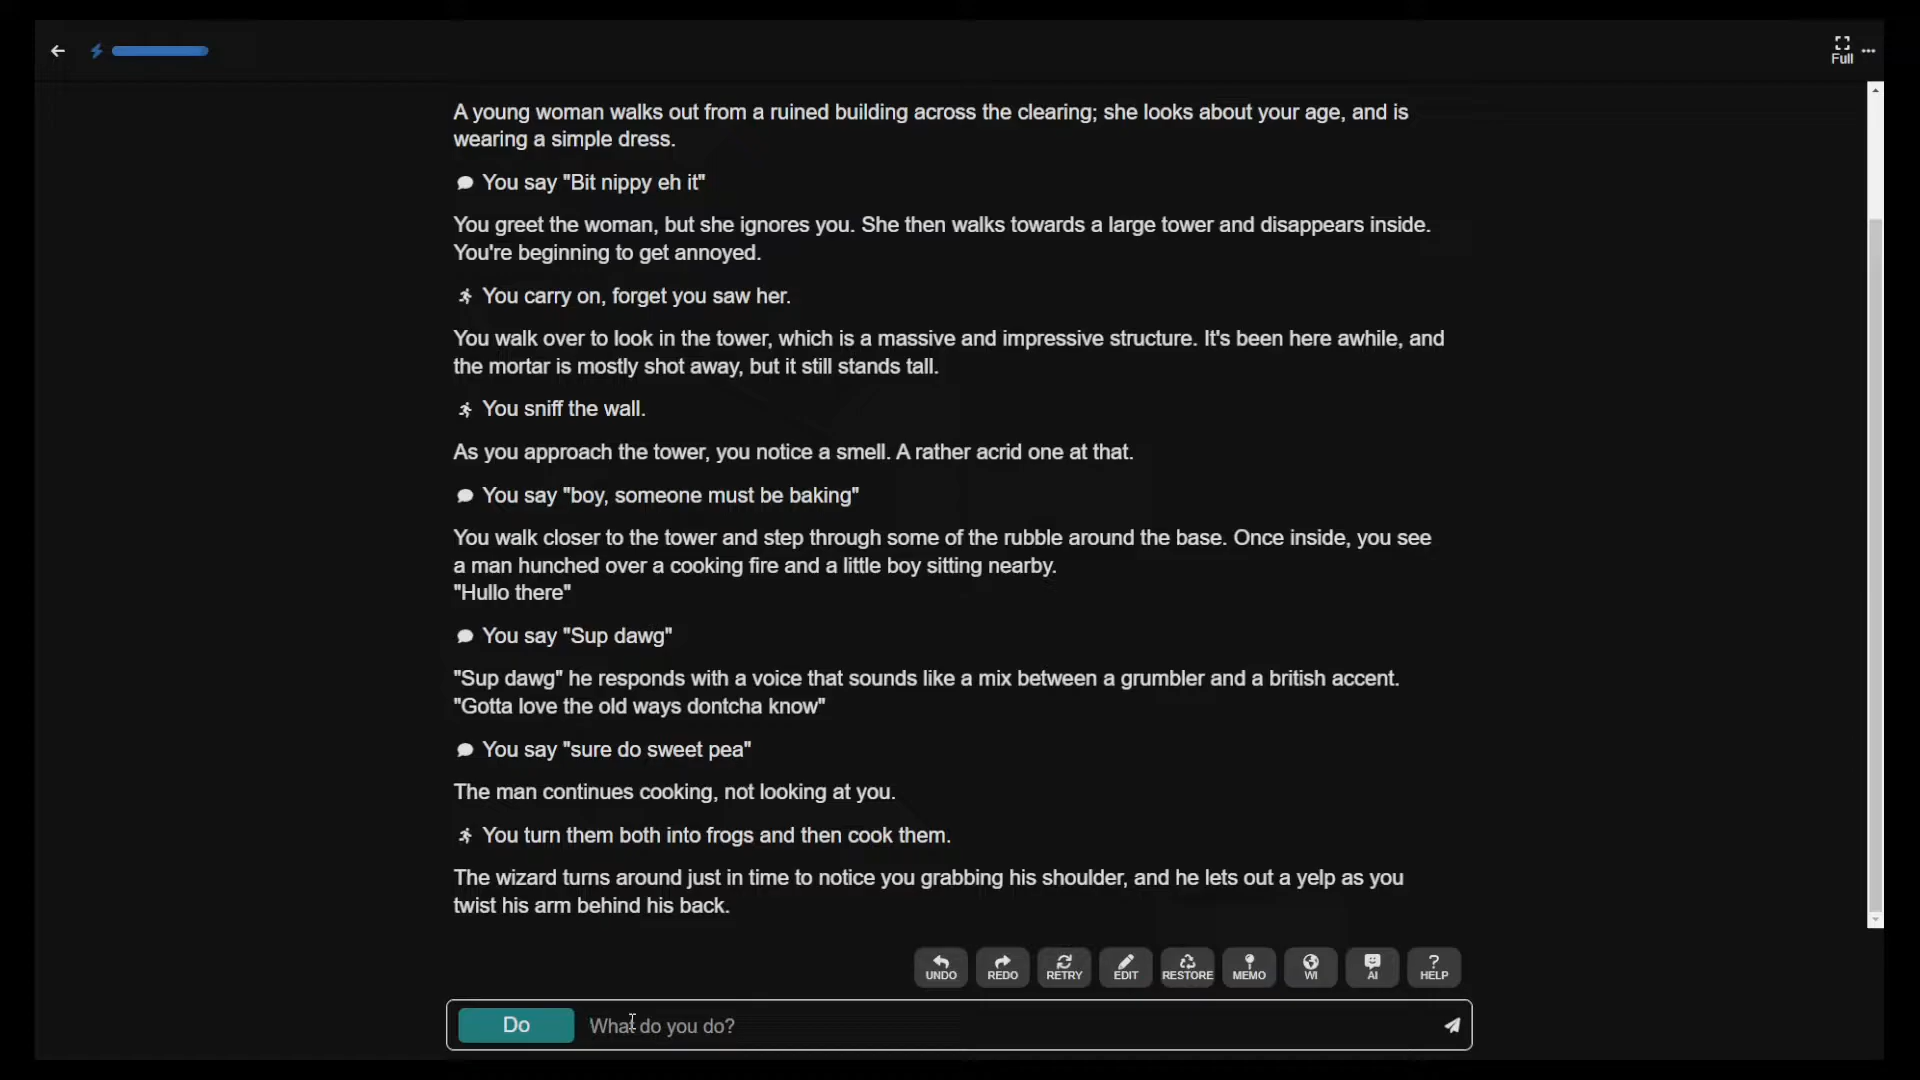 Full
A young woman walks out from a ruined building across the clearing; she looks about your age, and is
wearing a simple dress.
You say "Bit nippy eh it"
You greet the woman, but she ignores you. She then walks towards a large tower and disappears inside.
You're beginning to get annoyed.
You carry on, forget you saw her.
You walk over to look in the tower, which is a massive and impressive structure. It's been here awhile, and
the mortar is mostly shot away, but it still stands tall.
You sniff the wall.
As you approach the tower, you notice a smell. A rather acrid one at that.
You say "boy, someone must be baking"
You walk closer to the tower and step through some of the rubble around the base. Once inside, you see
a man hunched over a cooking fire and a little boy sitting nearby.
"Hullo there"
You say "Sup dawg"
"Sup dawg" he responds with a voice that sounds like a mix between a grumbler and a british accent.
"Gotta love the old ways dontcha know"
You say "sure do sweet pea"
The man continues cooking, not looking at you.
You turn them both into frogs and then cook them.
The wizard turns around just in time to notice you grabbing his shoulder, and he lets out a yelp as you
twist his arm behind his back.
UNDO REDO RETRY EDIT RESTORE MEMO WI AI HELP
Do What do you do?